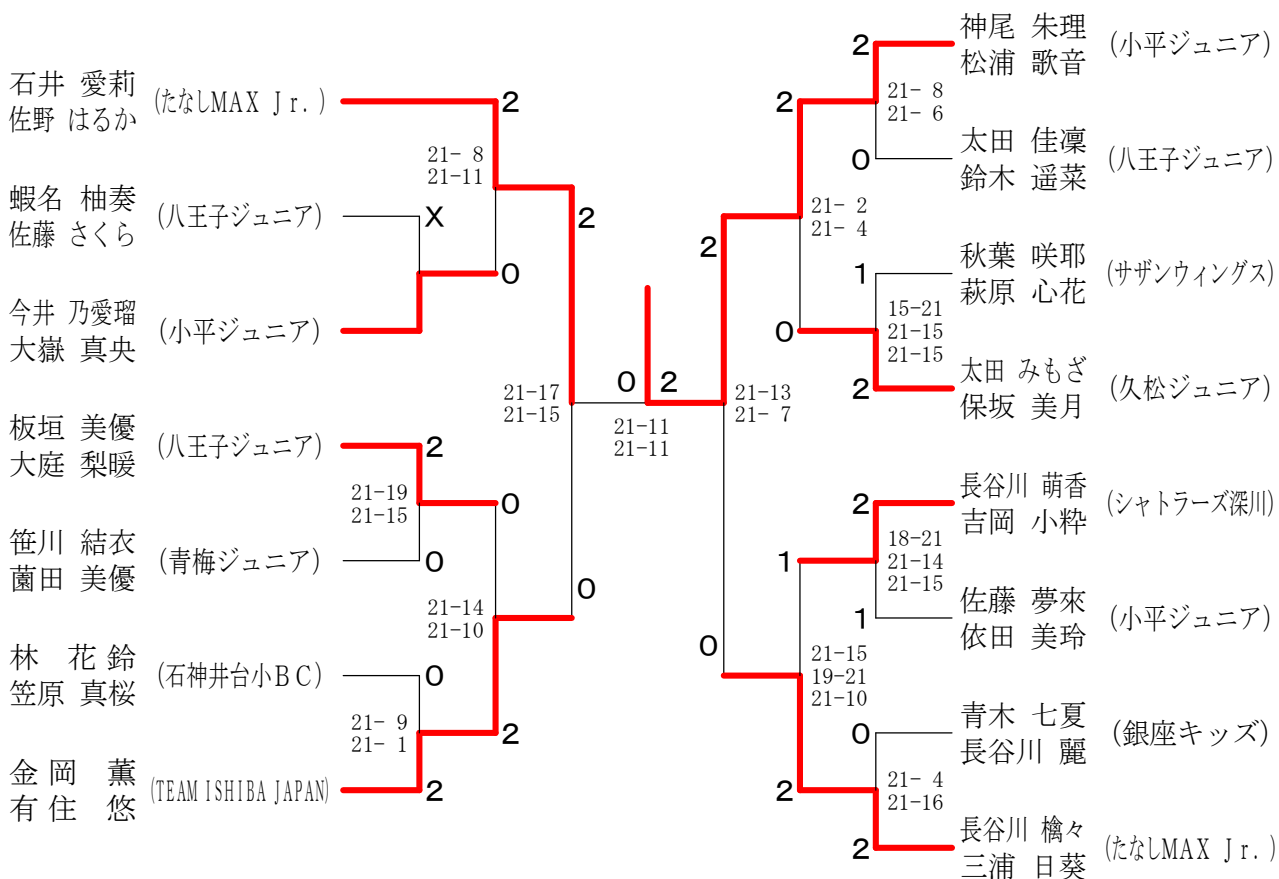 石井 愛莉
佐野 はるか
(たなしMAX Jr.)
2
21- 8
21-11
蝦名 柚奏
佐藤 さくら
(八王子ジュニア)
X
0
今井 乃愛瑠
大嶽 真央
(小平ジュニア)
2
21-17
21-15
板垣 美優
大庭 梨暖
(八王子ジュニア)
2
21-19
21-15
0
笹川 結衣
薗田 美優
(青梅ジュニア)
0
21-14
21-10
0
林 花鈴
笠原 真桜
(石神井台小BC)
0
21- 9
21- 1
2
金岡 薫
有住 悠
(TEAM ISHIBA JAPAN)
2
0 2
21-11
21-11
神尾 朱理
松浦 歌音
(小平ジュニア)
2
21- 8
21- 6
2
太田 佳凜
鈴木 遥菜
(八王子ジュニア)
0
21- 2
21- 4
2
秋葉 咲耶
萩原 心花
(サザンウィングス)
1
15-21
21-15
21-15
0
太田 みもざ
保坂 美月
(久松ジュニア)
2
21-13
21- 7
長谷川 萌香
吉岡 小粋
(シャトラーズ深川)
2
18-21
21-14
21-15
1
佐藤 夢來
依田 美玲
(小平ジュニア)
1
0
21-15
19-21
21-10
青木 七夏
長谷川 麗
(銀座キッズ)
0
21- 4
21-16
2
長谷川 檎々
三浦 日葵
(たなしMAX Jr.)
2